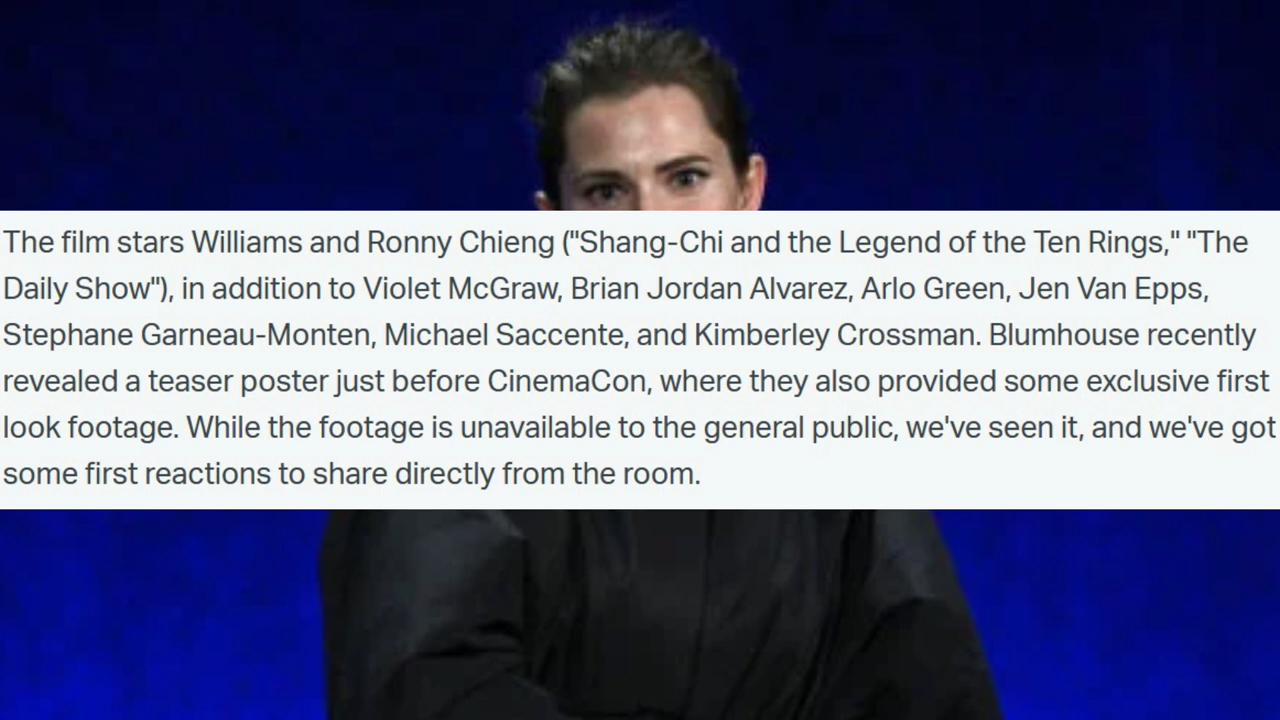 The film stars Williams and Ronny Chieng ("Shang-Chi and the Legend of the Ten Rings," "The
Daily Show"), in addition to Violet McGraw, Brian Jordan Alvarez, Arlo Green, Jen Van Epps,
Stephane Garneau-Monten, Michael Saccente, and Kimberley Crossman. Blumhouse recently
revealed a teaser poster just before CinemaCon, where they also provided some exclusive first
look footage. While the footage is unavailable to the general public, we've seen it, and we've got
some first reactions to share directly from the room.